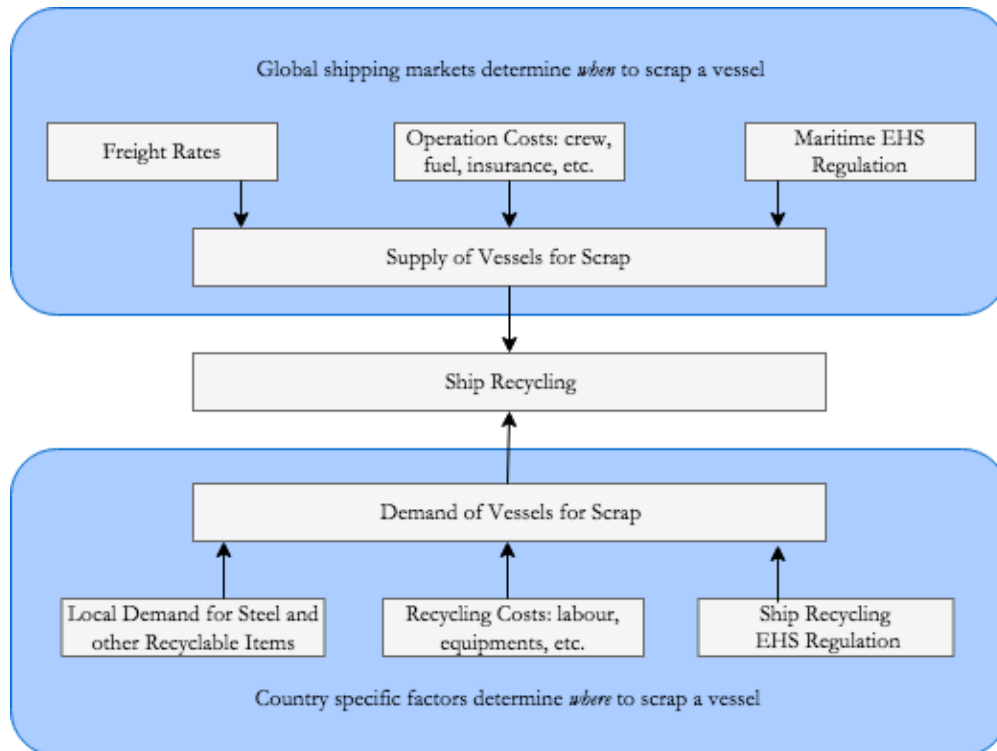 Global shipping markets determine when to scrap a vessel
Freight Rates
Operation Costs: crew,
fuel, insurance, etc.
Maritime EHS
Regulation
Supply of Vessels for Scrap
Ship Recycling
Demand of Vessels for Scrap
Local Demand for Steel and
other Recyclable Items
Recycling Costs: labour,
equipments, etc.
Ship Recycling
EHS Regulation
Country specific factors determine where to scrap a vessel